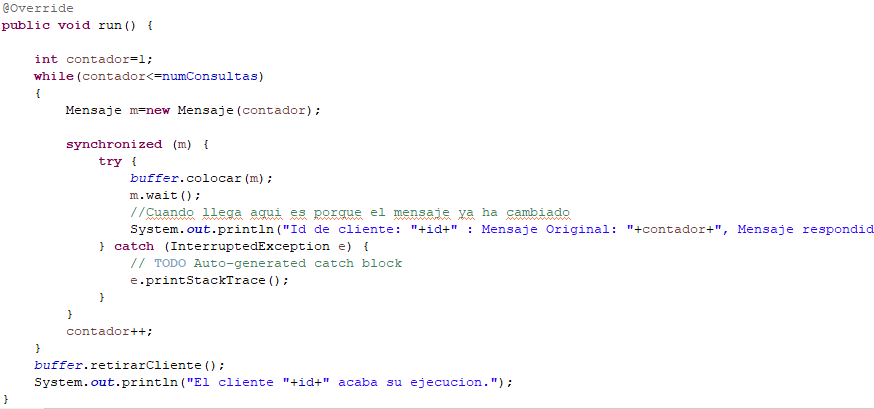 @Override
public void run() {
int contador=1;
while(contador<=numConsultas)
{
Mensaje m=new Mensaje(contador);
synchronized (m) {
try {
buffer.colocar(m);
m.wait();
//Cuando llega aqui es porque el mensaje ya ha cambiado
System.out.println("Id de cliente: "+id+" : Mensaje Original: "+contador+", Mensaje respondid
} catch (InterruptedException e) {
// TODO Auto-generated catch block
e.printStackTrace();
}
}
contador++;
}
buffer.retirarCliente();
System.out.println("El cliente "+id+" acaba su ejecucion.");
}